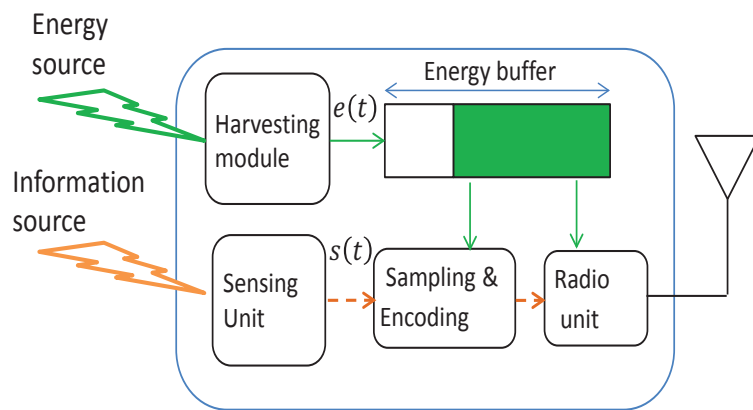 Energy
source
Energy buffer
e(t)
Harvesting
module
Information
source
s(t)
Sensing
Unit
Sampling &
Encoding
Radio
unit